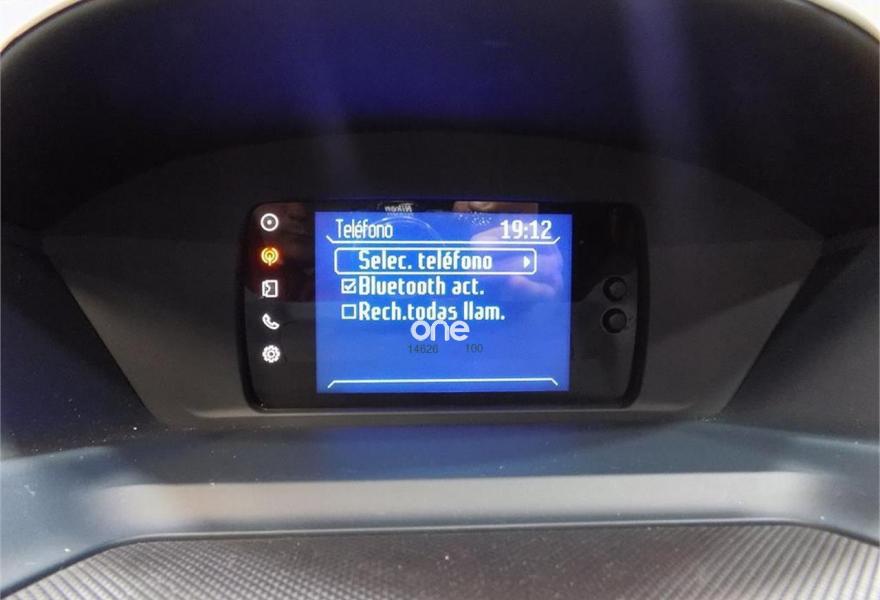 Teléfono 19:12
Selec. teléfono
Bluetooth act.
Rech.todas llam.
one
14626 100